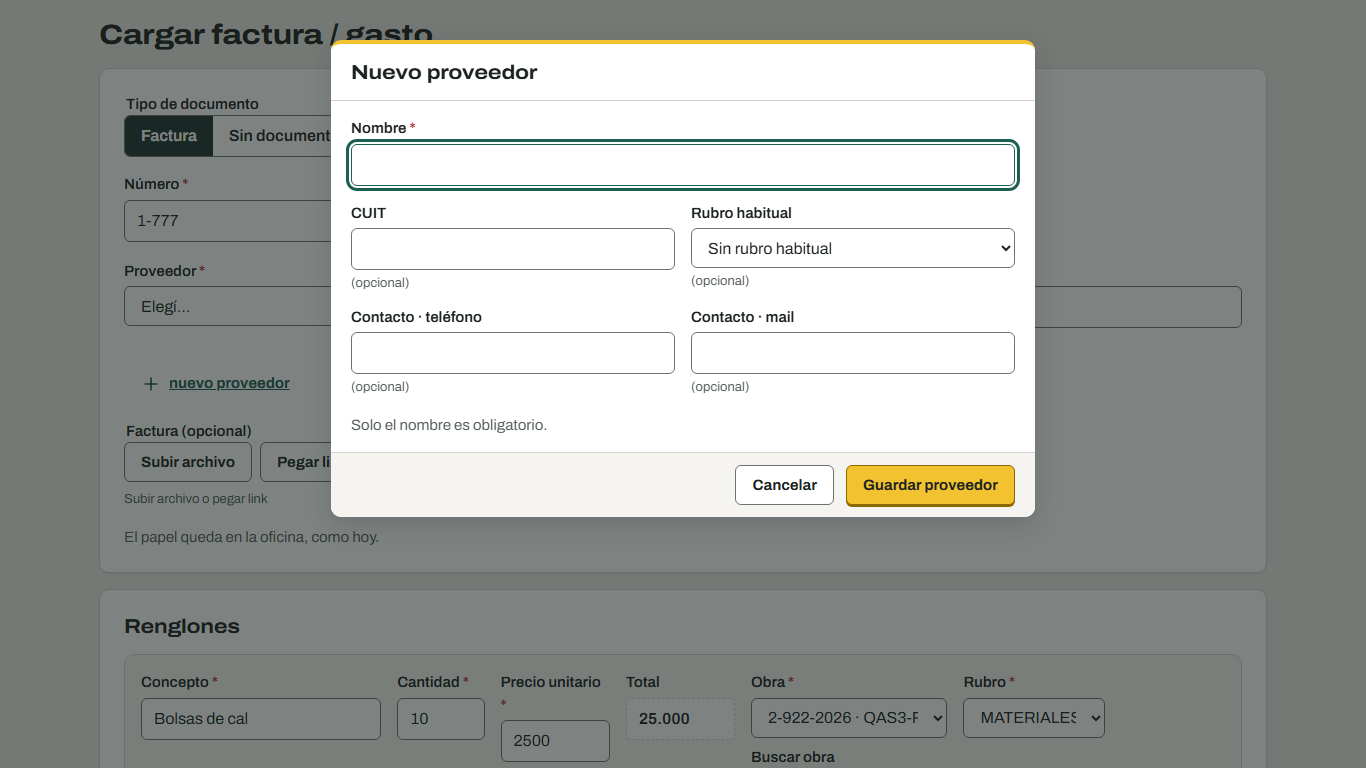 Cargar factura / gasto
Nuevo proveedor
Tipo de documento
Factura
Sin document
Nombre *
Número *
1-777
CUIT
Rubro habitual
Sin rubro habitual
(opcional)
(opcional)
Proveedor *
Elegí...
Contacto · teléfono
Contacto · mail
(opcional)
(opcional)
nuevo proveedor
Solo el nombre es obligatorio.
Factura (opcional)
Subir archivo
Pegar li
Cancelar
Guardar proveedor
Subir archivo o pegar link
El papel queda en la oficina, como hoy.
Renglones
Concepto *
Cantidad *
Precio unitario *
Total
Obra *
Rubro *
Bolsas de cal
10
2500
25.000
2-922-2026 · QAS3-F
MATERIALES
Buscar obra